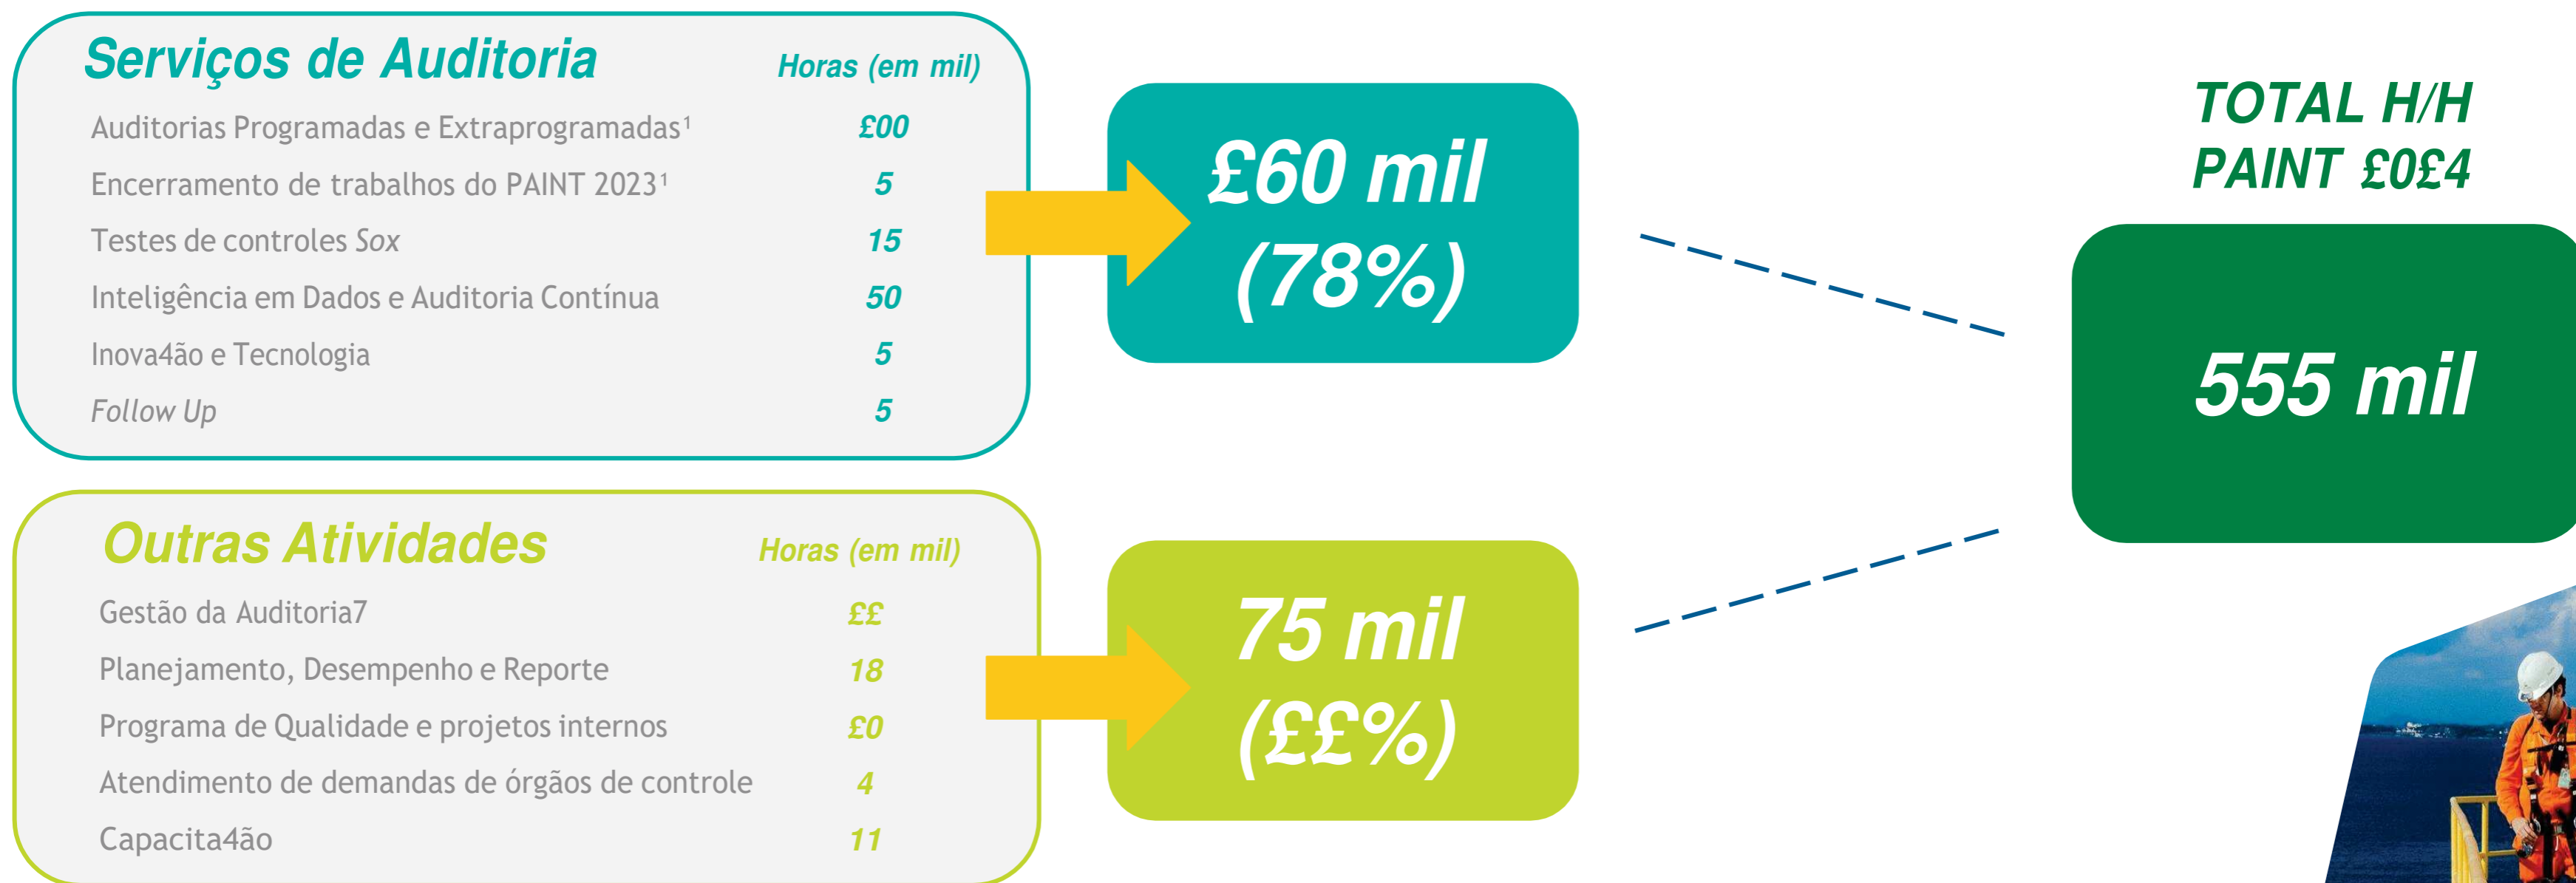 Serviços de Auditoria Horas (em mil)
Auditorias Programadas e Extraprogramadas¹ £00
Encerramento de trabalhos do PAINT 2023¹ 5
Testes de controles Sox 15
Inteligência em Dados e Auditoria Contínua 50
Inova4ão e Tecnologia 5
Follow Up 5
£60 mil
(78%)
Outras Atividades Horas (em mil)
Gestão da Auditoria7 ££
Planejamento, Desempenho e Reporte 18
Programa de Qualidade e projetos internos £0
Atendimento de demandas de órgãos de controle 4
Capacita4ão 11
75 mil
(££%)
TOTAL H/H
PAINT £0£4
555 mil